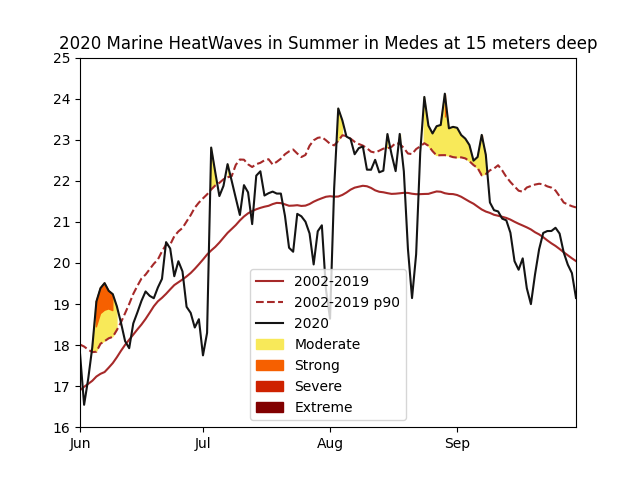 2020 Marine HeatWaves in Summer in Medes at 15 meters deep
25
24
23
22
21
20
19
18
17
16
Jun
Jul
Aug
Sep
2002-2019
2002-2019 p90
2020
Moderate
Strong
Severe
Extreme